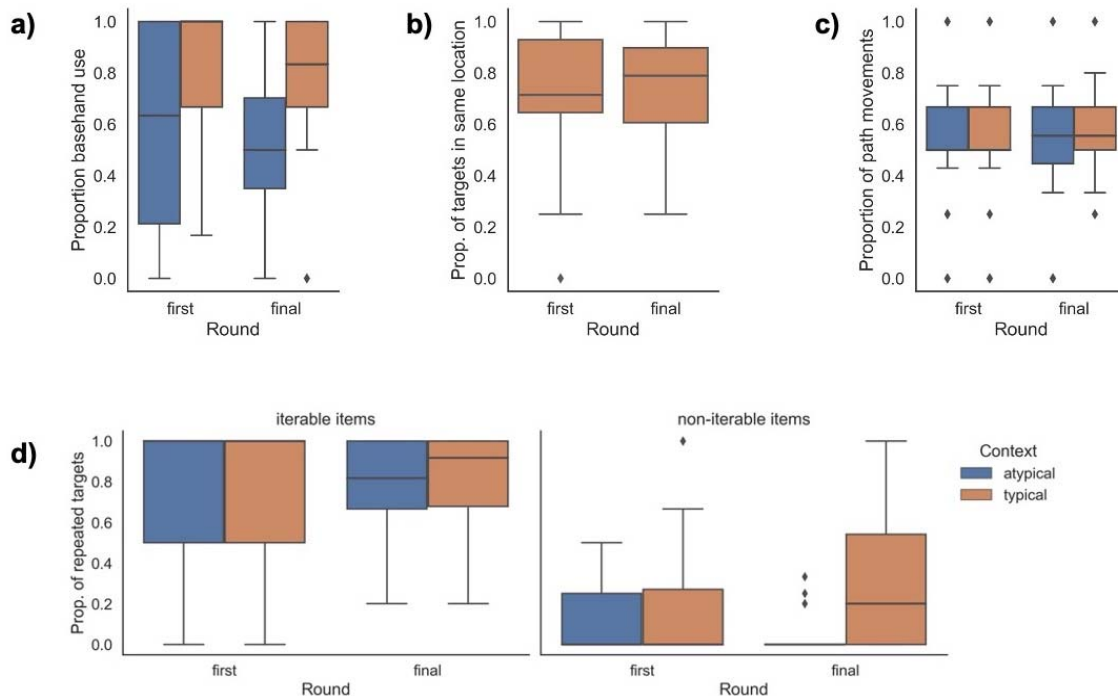 a)
Proportion basehand use
1.0
0.8
0.6
0.4
0.2
0.0
first final
Round
b)
Prop. of targets in same location
1.0
0.8
0.6
0.4
0.2
0.0
first final
Round
c)
Proportion of path movements
1.0
0.8
0.6
0.4
0.2
0.0
first final
Round
d)
iterable items
non-iterable items
Prop. of repeated targets
1.0
0.8
0.6
0.4
0.2
0.0
first final
Round
first final
Round
Context
atypical
typical